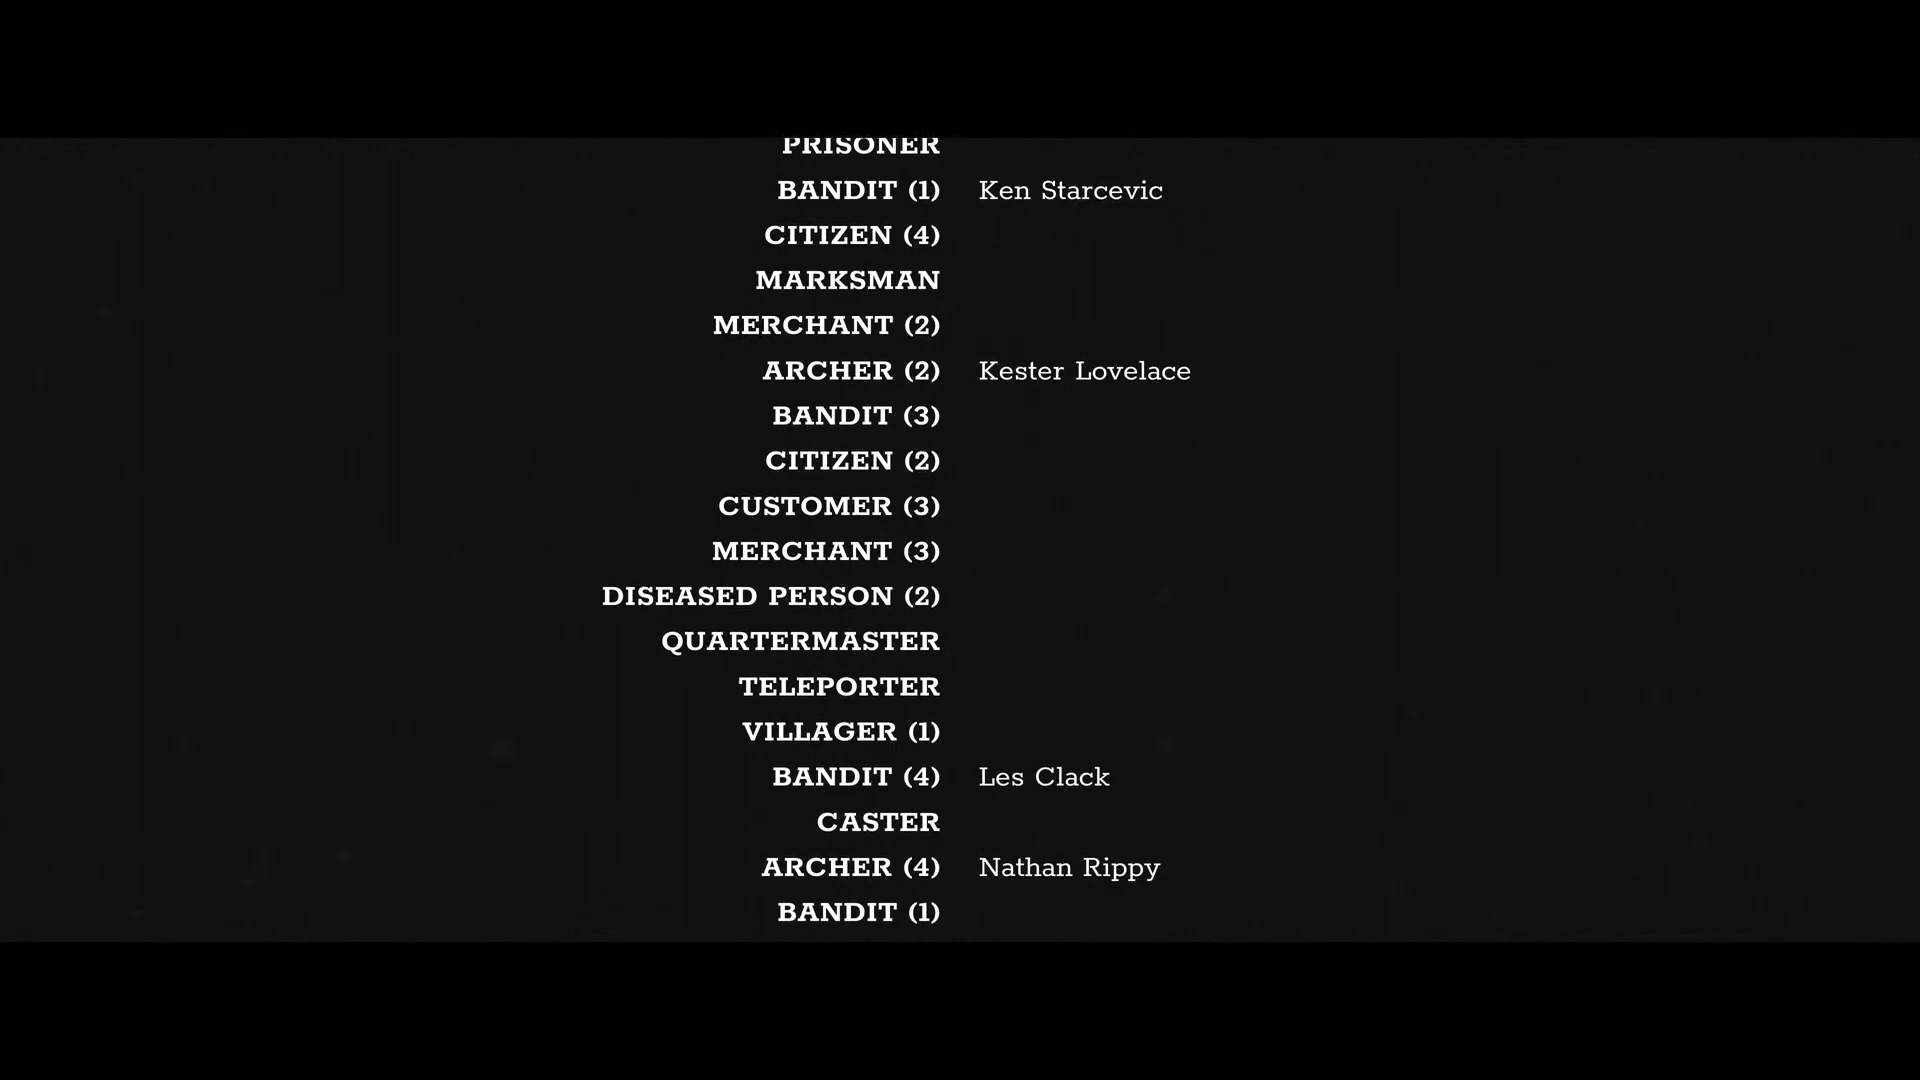 PRISONER
BANDIT (1) Ken Starcevic
CITIZEN (4)
MARKSMAN
MERCHANT (2)
ARCHER (2) Kester Lovelace
BANDIT (3)
CITIZEN (2)
CUSTOMER (3)
MERCHANT (3)
DISEASED PERSON (2)
QUARTERMASTER
TELEPORTER
VILLAGER (1)
BANDIT (4) Les Clack
CASTER
ARCHER (4) Nathan Rippy
BANDIT (1)